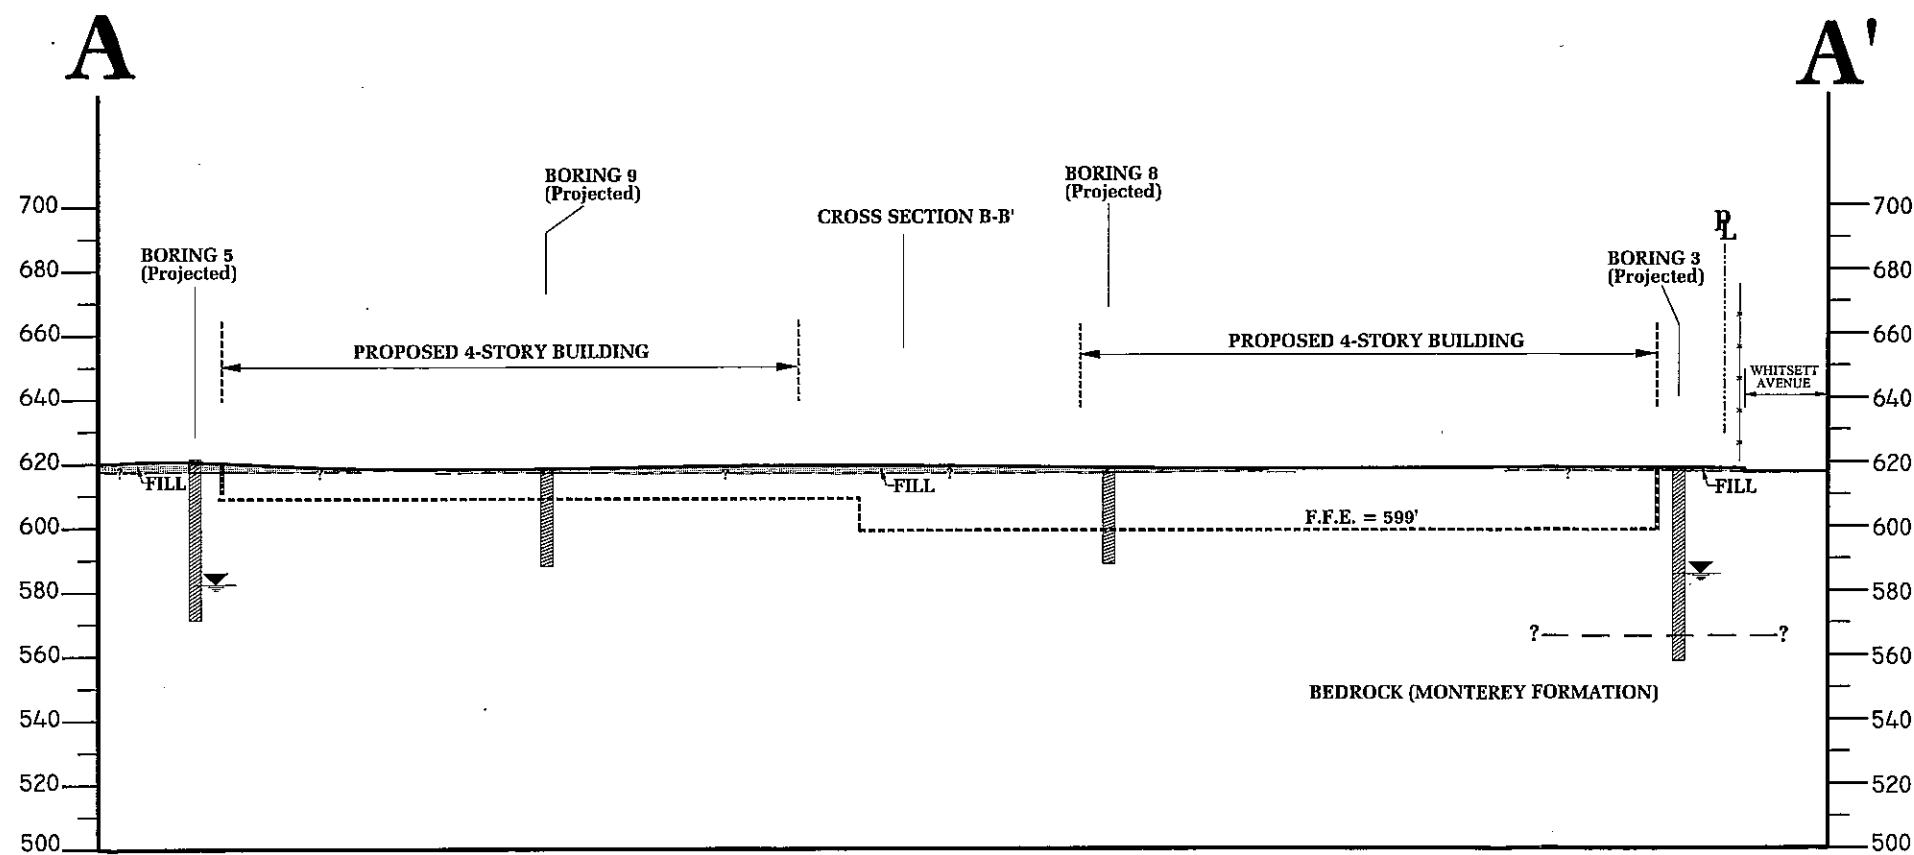 A
A'
BORING 9
(Projected)
BORING 8
(Projected)
CROSS SECTION B-B'
PL
BORING 5
(Projected)
BORING 3
(Projected)
PROPOSED 4-STORY BUILDING
PROPOSED 4-STORY BUILDING
WHITSETT
AVENUE
700
680
660
640
620
600
580
560
540
520
500
700
680
660
640
620
600
580
560
540
520
500
? ? ? ? ?
FILL
FILL
FILL
F.F.E. = 599'
? ?
BEDROCK (MONTEREY FORMATION)